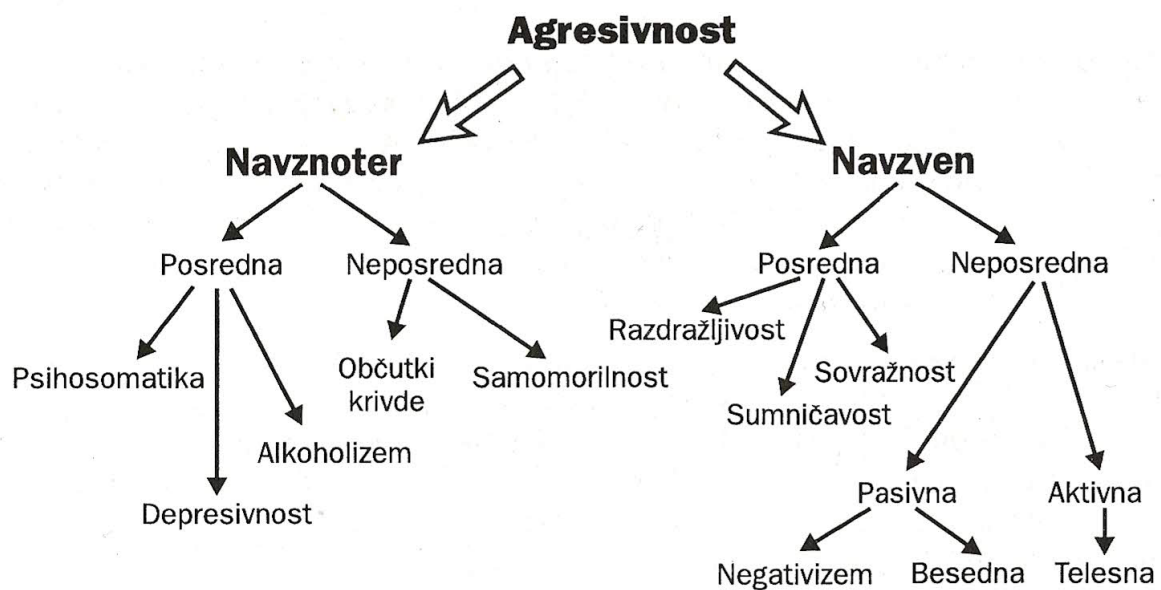 Agresivnost
Navznoter
Navzven
Posredna
Neposredna
Posredna
Neposredna
Psihosomatika
Občutki
krivde
Samomorilnost
Razdražljivost
Sovražnost
Sumničavost
Alkoholizem
Depresivnost
Pasivna
Aktivna
Negativizem
Besedna
Telesna